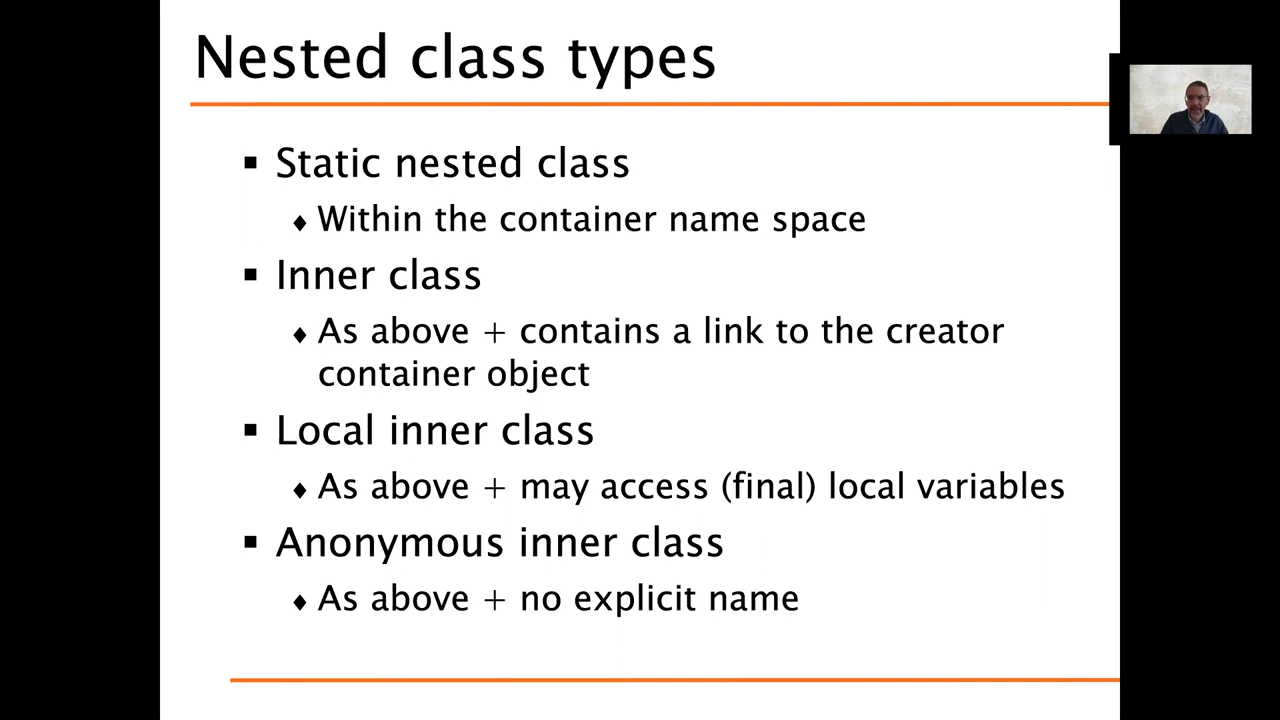 Nested class types
▪ Static nested class
♦ Within the container name space
▪ Inner class
♦ As above + contains a link to the creator
container object
▪ Local inner class
♦ As above + may access (final) local variables
▪ Anonymous inner class
♦ As above + no explicit name